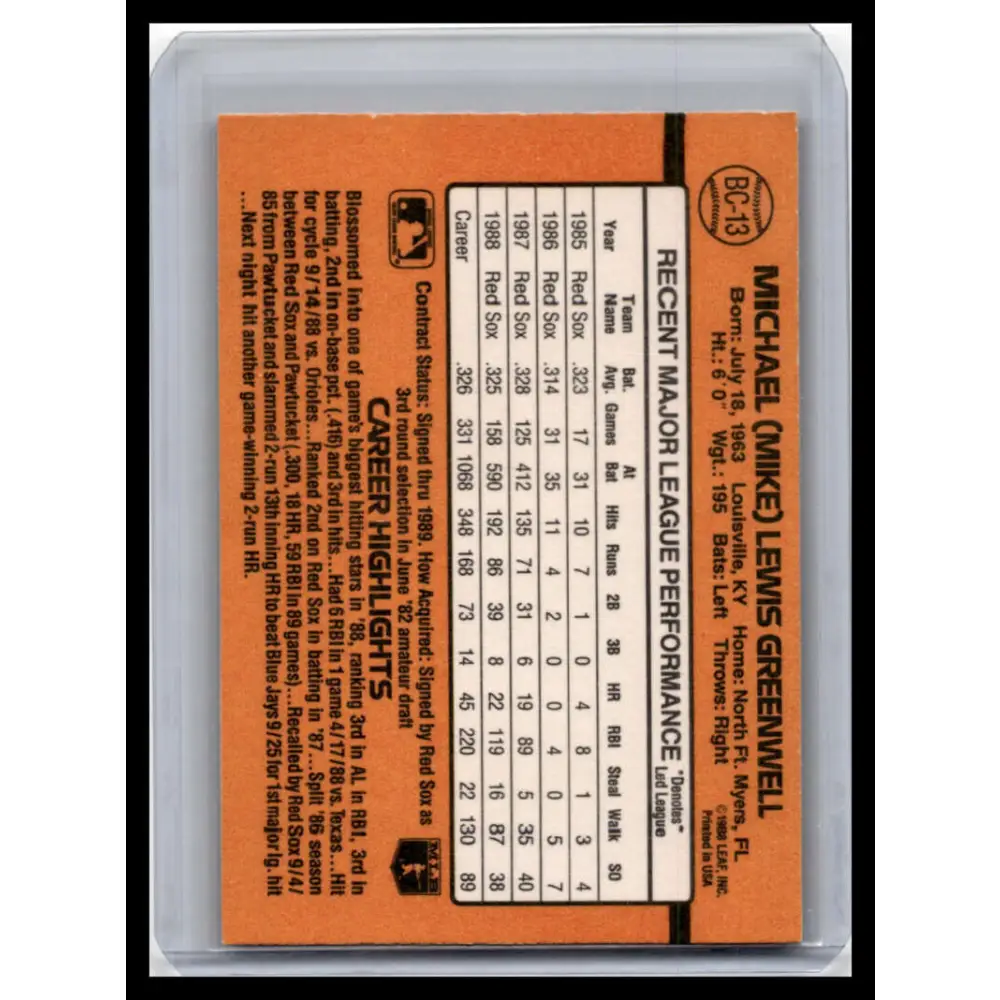 BC-13
MICHAEL (MIKE) LEWIS GREENWELL
Born: July 18, 1963 Louisville, KY Home: North Ft. Myers, FL
Ht.: 6' 0" Wgt.: 195 Bats: Left Throws: Right
©1988 LEAF, INC.
Printed in USA
RECENT MAJOR LEAGUE PERFORMANCE
"Denotes"
Led League
Year Team Name Bat. Avg. Games At Bat Hits Runs 2B 3B HR RBI Steal Walk SO
1985 Red Sox .323 17 31 10 7 1 0 4 8 1 3 4
1986 Red Sox .314 31 35 11 4 2 0 0 4 0 5 7
1987 Red Sox .328 125 412 135 71 31 6 19 89 5 35 40
1988 Red Sox .325 158 590 192 86 39 8 22 119 16 87 38
Career .326 331 1068 348 168 73 14 45 220 22 130 89
Contract Status: Signed thru 1989. How Acquired: Signed by Red Sox as
3rd round selection in June '82 amateur draft
MLB
CAREER HIGHLIGHTS
Blossomed into one of game's biggest hitting stars in '88, ranking 3rd in AL in RBI, 3rd in
batting, 2nd in on-base pct. (.416) and 3rd in hits...Had 6 RBI in 1 game 4/17/88 vs. Texas...Hit
for cycle 9/14/88 vs. Orioles...Ranked 2nd on Red Sox in batting in '87...Split '86 season
between Red Sox and Pawtucket (.300, 18 HR, 59 RBI in 89 games)...Recalled by Red Sox 9/4/
85 from Pawtucket and slammed 2-run 13th inning HR to beat Blue Jays 9/25 for 1st major lg. hit
...Next night hit another game-winning 2-run HR.